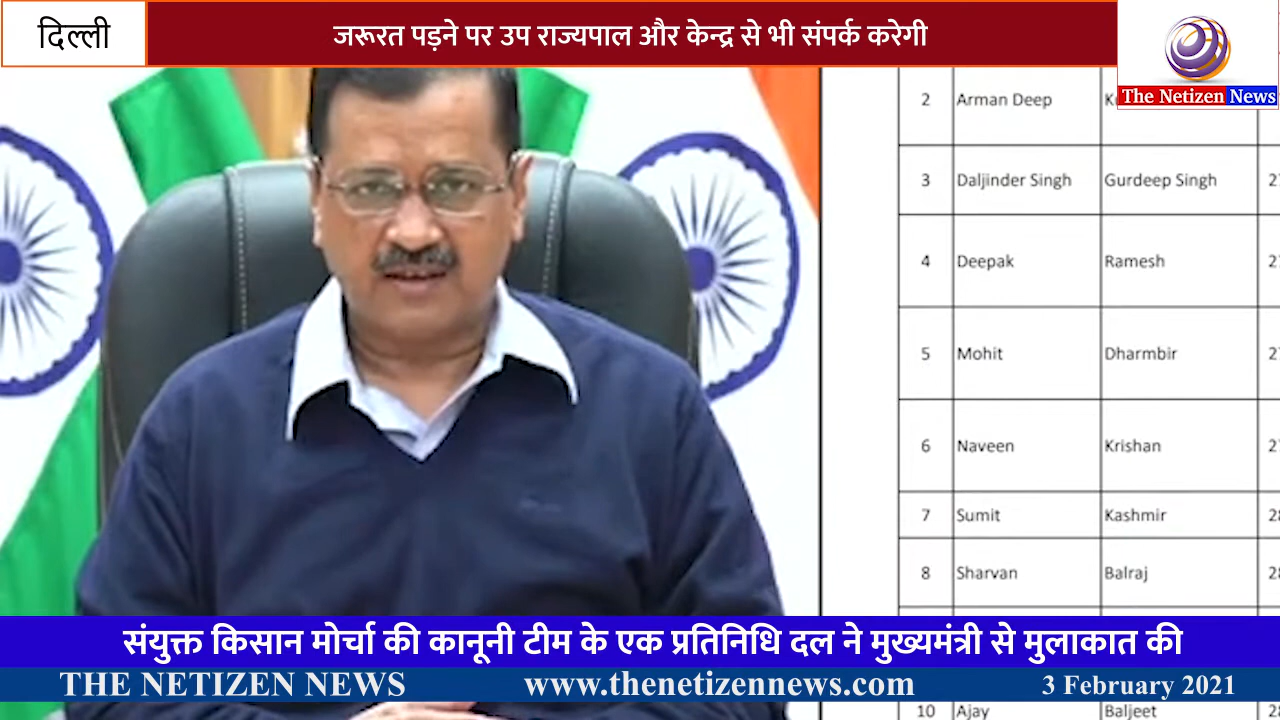 दिल्ली
जरूरत पड़ने पर उप राज्यपाल और केन्द्र से भी संपर्क करेगी
The Netizen News
2 Arman Deep
3 Daljinder Singh Gurdeep Singh
4 Deepak Ramesh
5 Mohit Dharmbir
6 Naveen Krishan
7 Sumit Kashmir
8 Sharvan Balraj
संयुक्त किसान मोर्चा की कानूनी टीम के एक प्रतिनिधि दल ने मुख्यमंत्री से मुलाकात की
THE NETIZEN NEWS www.thenetizennews.com 3 February 2021
10 Ajay Baljeet